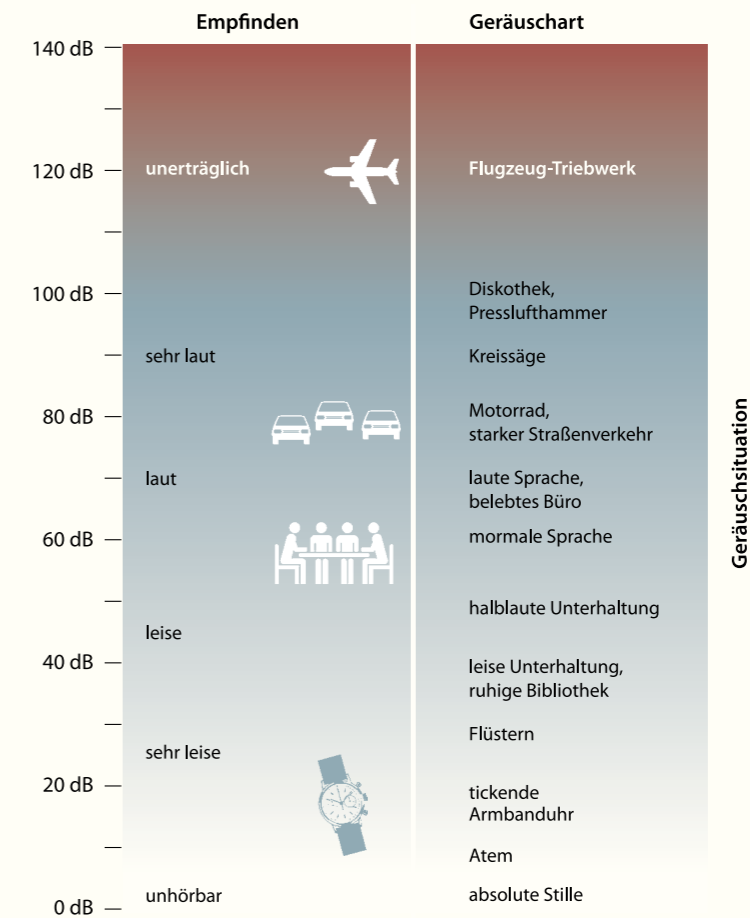 Empfinden
Geräuschart
140 dB
120 dB
unerträglich
Flugzeug-Triebwerk
100 dB
Diskothek,
Presslufthammer
sehr laut
Kreissäge
80 dB
Motorrad,
starker Straßenverkehr
laut
laute Sprache,
belebtes Büro
60 dB
mormale Sprache
halblaute Unterhaltung
leise
40 dB
leise Unterhaltung,
ruhige Bibliothek
Flüstern
sehr leise
20 dB
tickende
Armbanduhr
Atem
0 dB
unhörbar
absolute Stille
Geräuschsituation